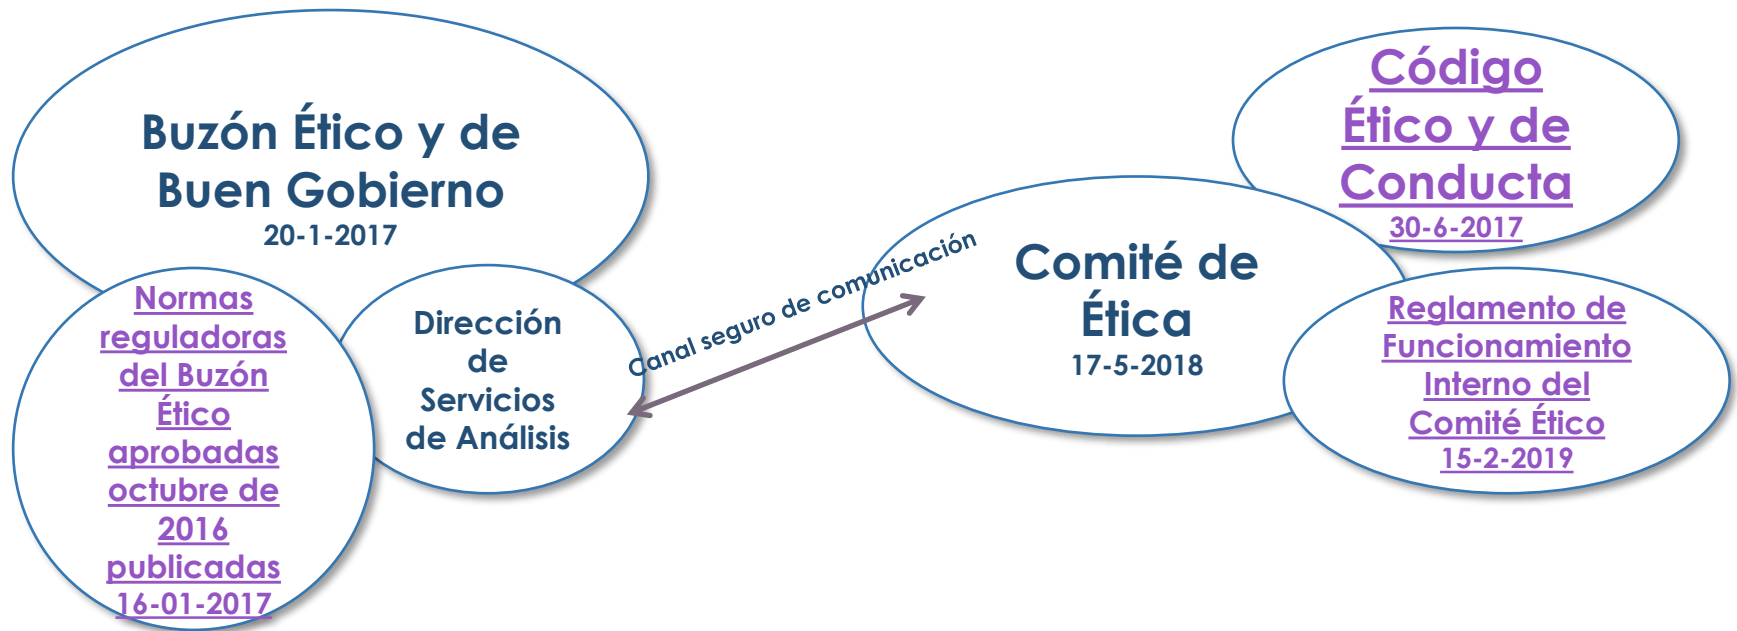 Buzón Ético y de
Buen Gobierno
20-1-2017
Normas
reguladoras
del Buzón
Ético
aprobadas
octubre de
2016
publicadas
16-01-2017
Dirección
de
Servicios
de Análisis
Canal seguro de comunicación
Comité de
Ética
17-5-2018
Código
Ético y de
Conducta
30-6-2017
Reglamento de
Funcionamiento
Interno del
Comité Ético
15-2-2019